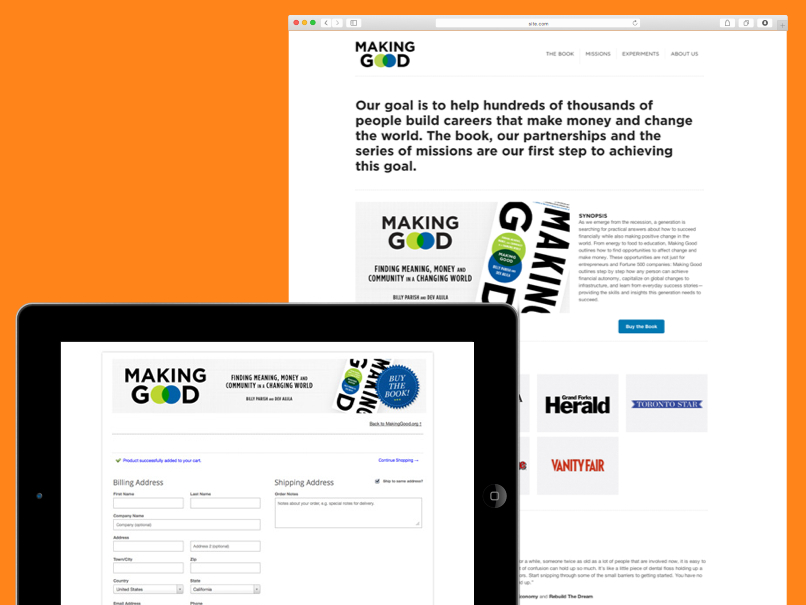 site.com
MAKING
GOOD
THE BOOK
MISSIONS
EXPERIMENTS
ABOUT US
Our goal is to help hundreds of thousands of
people build careers that make money and change
the world. The book, our partnerships and the
series of missions are our first step to achieving
this goal.
MAKING
GOOD
FINDING MEANING, MONEY AND
COMMUNITY IN A CHANGING WORLD
BILLY PARISH AND DEV AUJLA
MAKING
GOOD
BILLY PARISH AND
DEV AUJLA
SYNOPSIS
As we emerge from the recession, a generation is
searching for practical answers about how to succeed
financially while also making positive change in the
world. From energy to food to education, Making Good
outlines how to find opportunities to affect change and
make money. These opportunities are not just for
entrepreneurs and Fortune 500 companies: Making Good
outlines step by step how any person can achieve
financial autonomy, capitalize on global changes to
infrastructure, and learn from everyday success stories—
providing the skills and insights this generation needs to
succeed.
Buy the Book
Grand Forks
Herald
TORONTO STAR
VANITY FAIR
or a while, someone twice as old as a lot of people that are involved now, it is easy to
of confusion can hold up so much. It's like a little piece of dental floss holding up a
Start snipping through some of the small barriers to getting started. You have no
up."
conomy and Rebuild The Dream
MAKING
GOOD
FINDING MEANING, MONEY AND
COMMUNITY IN A CHANGING WORLD
BILLY PARISH AND DEV AUJLA
MAKING
GOOD
BUY
THE
BOOK!
Back to MakingGood.org
Product successfully added to your cart.
Continue Shopping →
Billing Address
First Name
Last Name
Company Name
Company (optional)
Address
Address 2 (optional)
Town/City
Zip
Country
State
United States
California
Email Address
Phone
Shipping Address
Ship to same address?
Order Notes
Notes about your order, e.g. special notes for delivery.